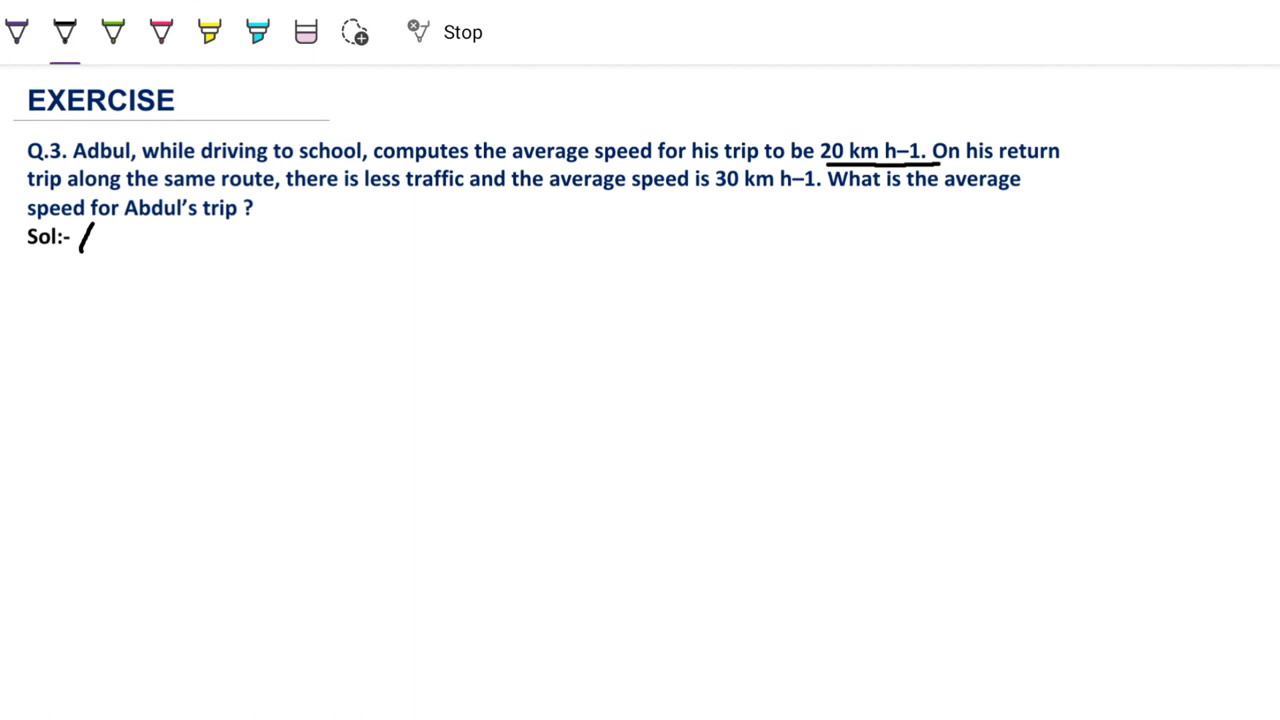 Stop
EXERCISE
Q.3. Adbul, while driving to school, computes the average speed for his trip to be 20 km h–1. On his return
trip along the same route, there is less traffic and the average speed is 30 km h–1. What is the average
speed for Abdul’s trip ?
Sol:-